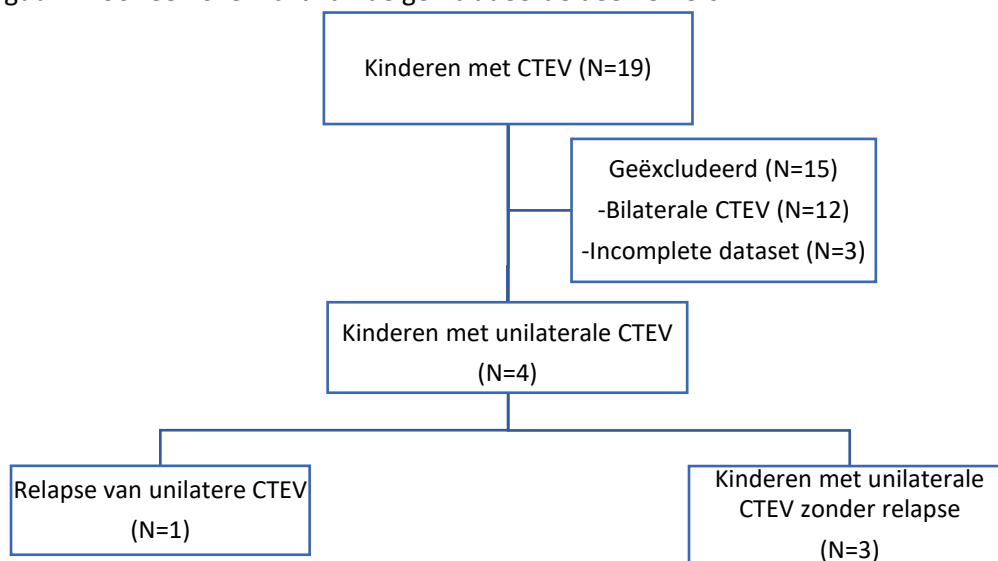 Kinderen met CTEV (N=19)
Geëxcludeerd (N=15)
-Bilaterale CTEV (N=12)
-Incomplete dataset (N=3)
Kinderen met unilaterale CTEV
(N=4)
Relapse van unilatere CTEV
(N=1)
Kinderen met unilaterale
CTEV zonder relapse
(N=3)